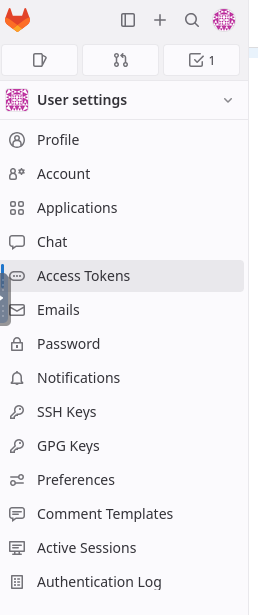 1
User settings
Profile
Account
Applications
Chat
Access Tokens
Emails
Password
Notifications
SSH Keys
GPG Keys
Preferences
Comment Templates
Active Sessions
Authentication Log